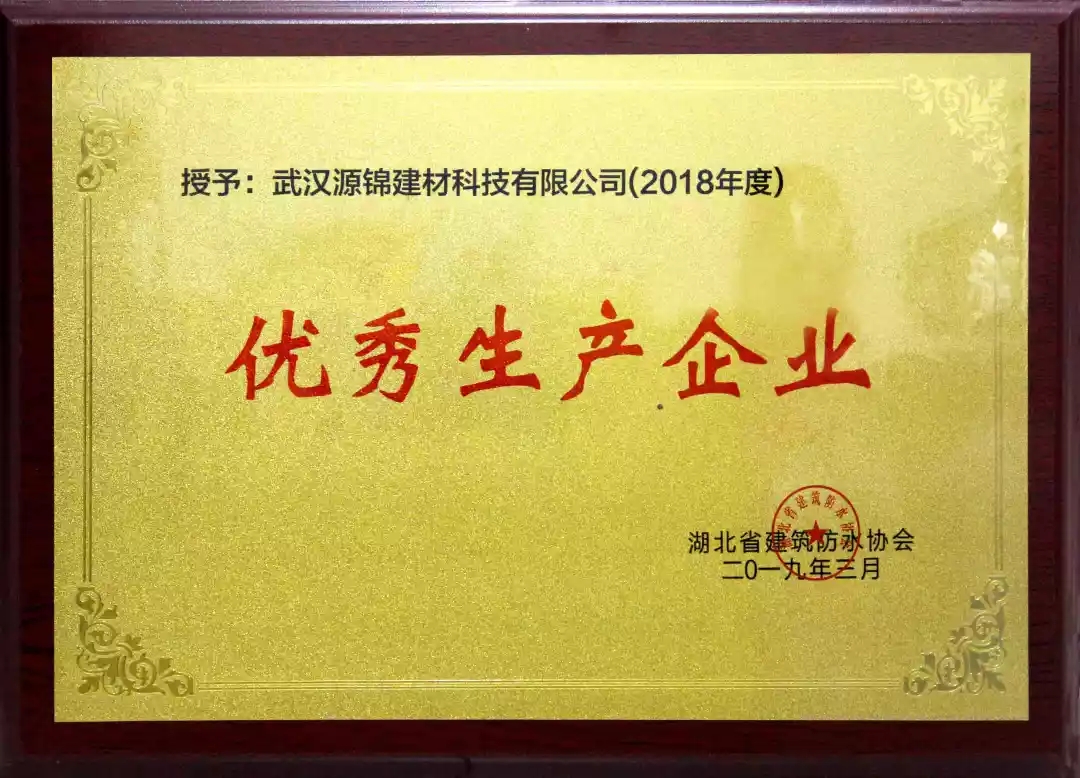 授予：武汉源锦建材科技有限公司(2018年度)
优秀生产企业
湖北省建筑防水协会
二0一九年三月